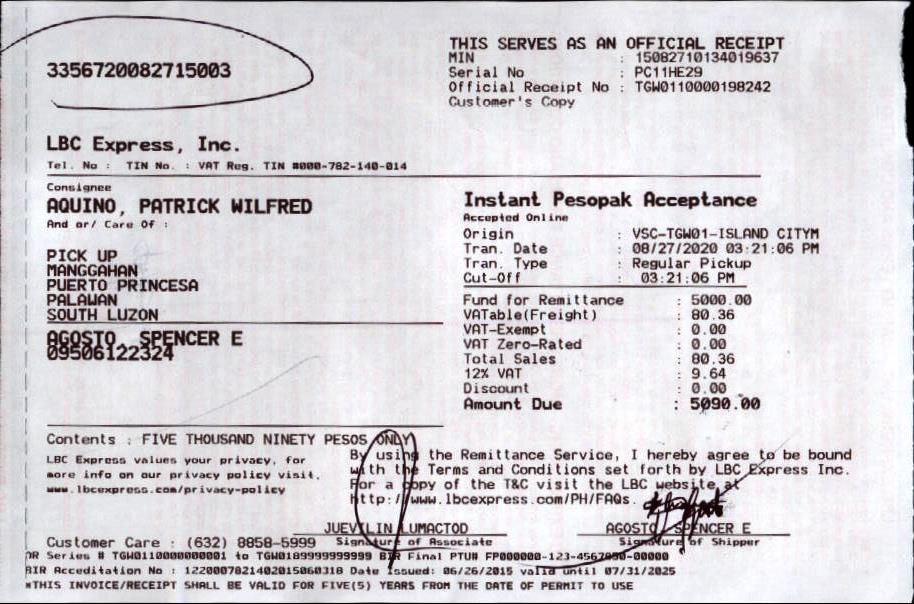 3356720082715003
THIS SERVES AS AN OFFICIAL RECEIPT
MIN : 15082710134019637
Serial No : PC11HE29
Official Receipt No : TGW0110000198242
Customer's Copy
LBC Express, Inc.
Tel. No : TIN No. : VAT Reg. TIN #000-782-140-014
Consignee
AQUINO, PATRICK WILFRED
And or/ Care Of :
PICK UP
MANGGAHAN
PUERTO PRINCESA
PALAWAN
SOUTH LUZON
AGOSTO, SPENCER E
09506122324
Instant Pesopak Acceptance
Accepted Online
Origin : VSC-TGW01-ISLAND CITYM
Tran. Date : 08/27/2020 03:21:06 PM
Tran. Type : Regular Pickup
Cut-Off : 03:21:06 PM
Fund for Remittance : 5000.00
VATable(Freight) : 80.36
VAT-Exempt : 0.00
VAT Zero-Rated : 0.00
Total Sales : 80.36
12% VAT : 9.64
Discount : 0.00
Amount Due : 5090.00
Contents : FIVE THOUSAND NINETY PESOS ONLY
LBC Express values your privacy, for
more info on our privacy policy visit,
www.lbcexpress.com/privacy-policy
By using the Remittance Service, I hereby agree to be bound
with the Terms and Conditions set forth by LBC Express Inc.
For a copy of the T&C visit the LBC website at
http://www.lbcexpress.com/PH/FAQs.
JUEVILIN LUMACTOD
AGOSTO, SPENCER E
Customer Care : (632) 8858-5999 Signature of Associate Signature of Shipper
OR Series # TGW0110000000001 to TGW0189999999999 BIR Final PTU# FP000000-123-4567890-00000
BIR Acceditation No : 1220007821402015060318 Date Issued: 06/26/2015 valid until 07/31/2025
*THIS INVOICE/RECEIPT SHALL BE VALID FOR FIVE(5) YEARS FROM THE DATE OF PERMIT TO USE